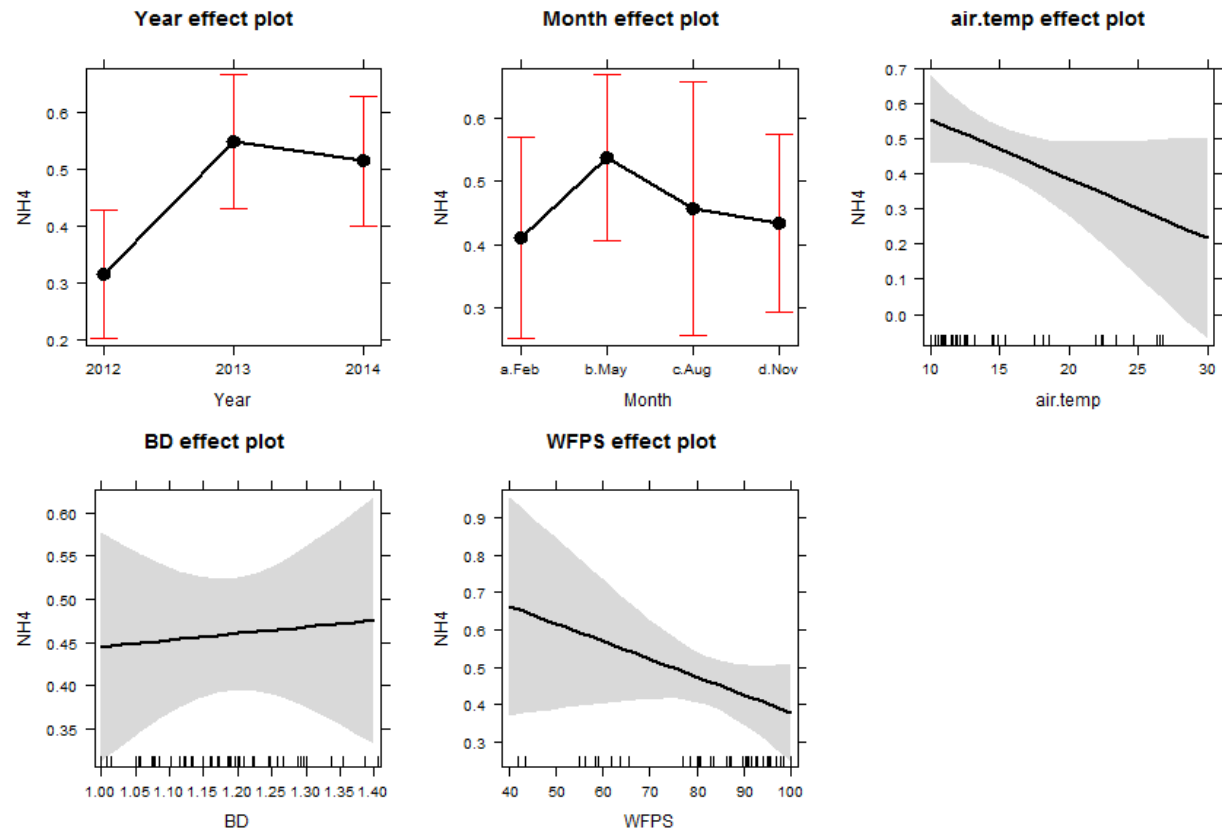 Year effect plot
NH4
0.6
0.5
0.4
0.3
0.2
2012 2013 2014
Year
Month effect plot
NH4
0.6
0.5
0.4
0.3
a.Feb b.May c.Aug d.Nov
Month
air.temp effect plot
NH4
0.7
0.6
0.5
0.4
0.3
0.2
0.1
0.0
10 15 20 25 30
air.temp
BD effect plot
NH4
0.60
0.55
0.50
0.45
0.40
0.35
1.00 1.05 1.10 1.15 1.20 1.25 1.30 1.35 1.40
BD
WFPS effect plot
NH4
0.9
0.8
0.7
0.6
0.5
0.4
0.3
40 50 60 70 80 90 100
WFPS